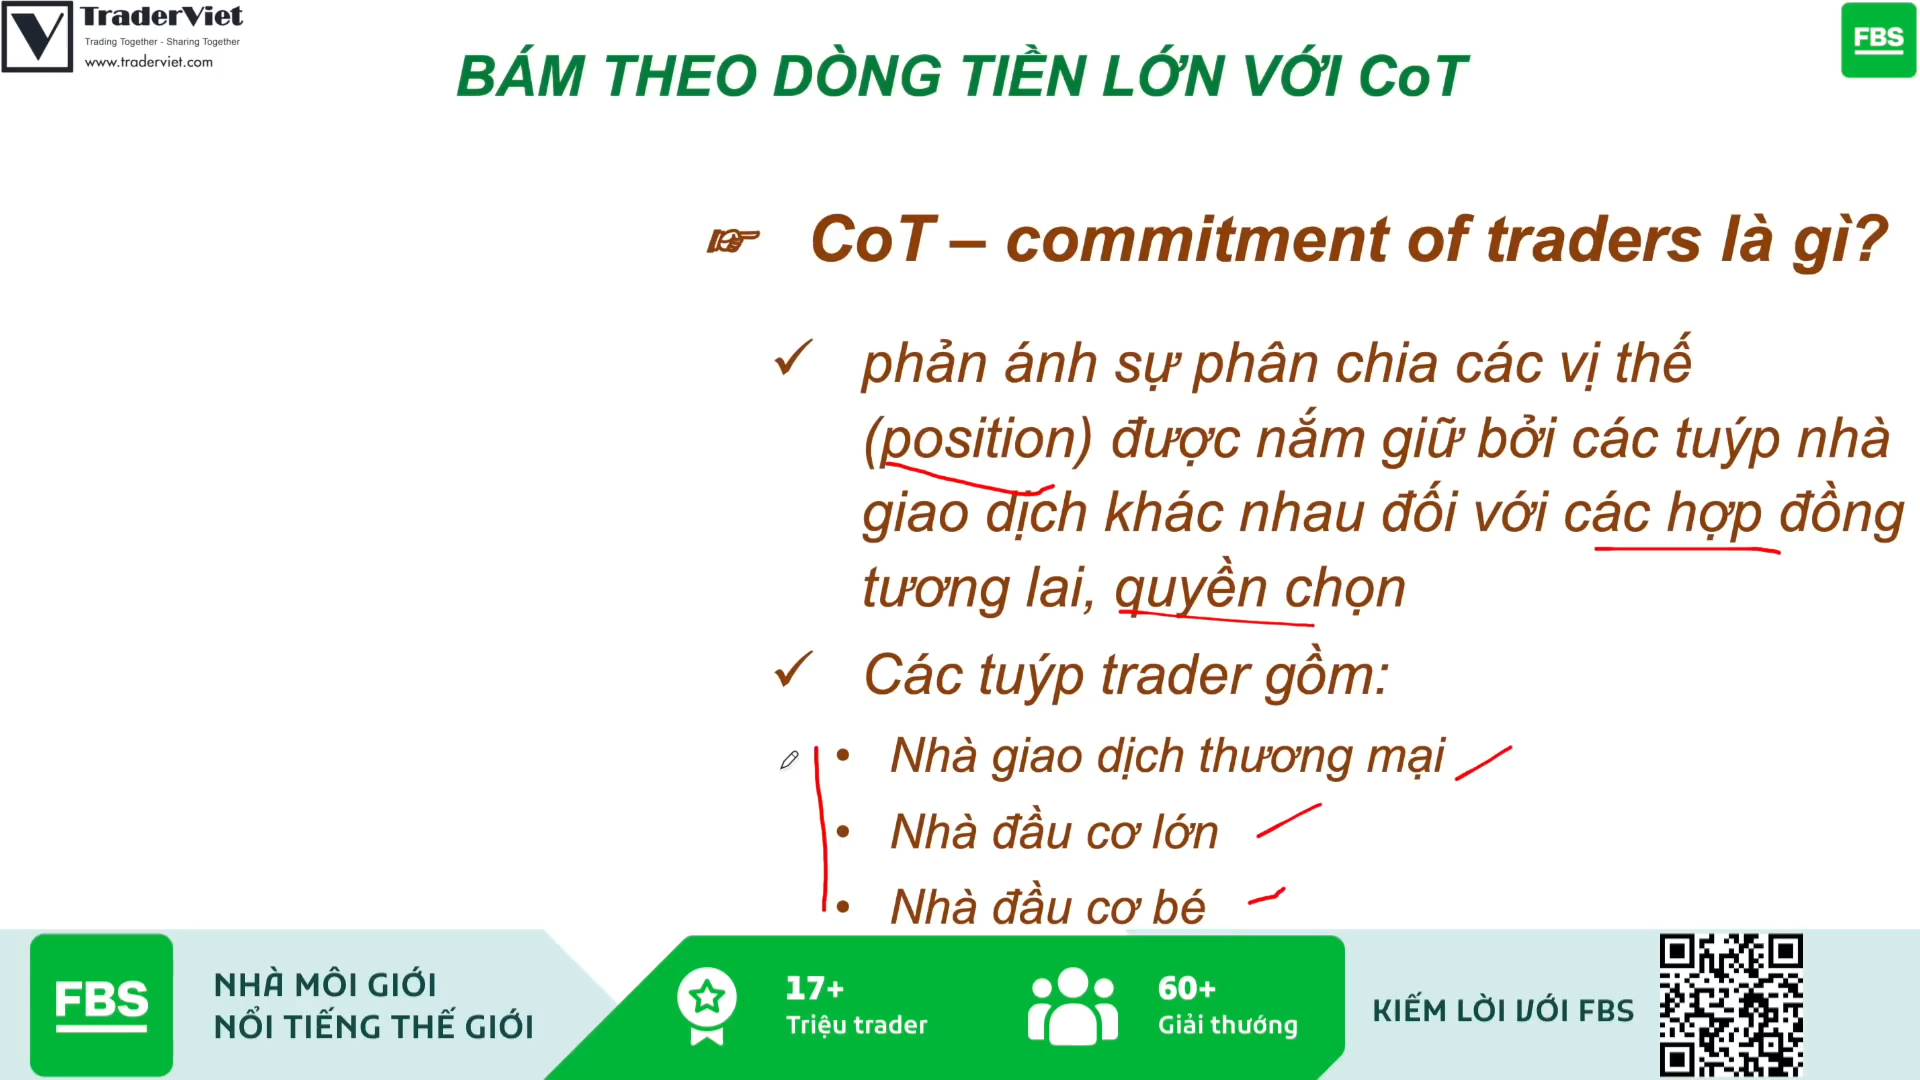 TraderViet
Trading Together - Sharing Together
www.traderviet.com
FBS
BÁM THEO DÒNG TIỀN LỚN VỚI CoT
☞ CoT – commitment of traders là gì?
✓ phản ánh sự phân chia các vị thế
(position) được nắm giữ bởi các tuýp nhà
giao dịch khác nhau đối với các hợp đồng
tương lai, quyền chọn
✓ Các tuýp trader gồm:
• Nhà giao dịch thương mại
• Nhà đầu cơ lớn
• Nhà đầu cơ bé
FBS
NHÀ MÔI GIỚI
NỔI TIẾNG THẾ GIỚI
17+
Triệu trader
60+
Giải thưởng
KIẾM LỜI VỚI FBS